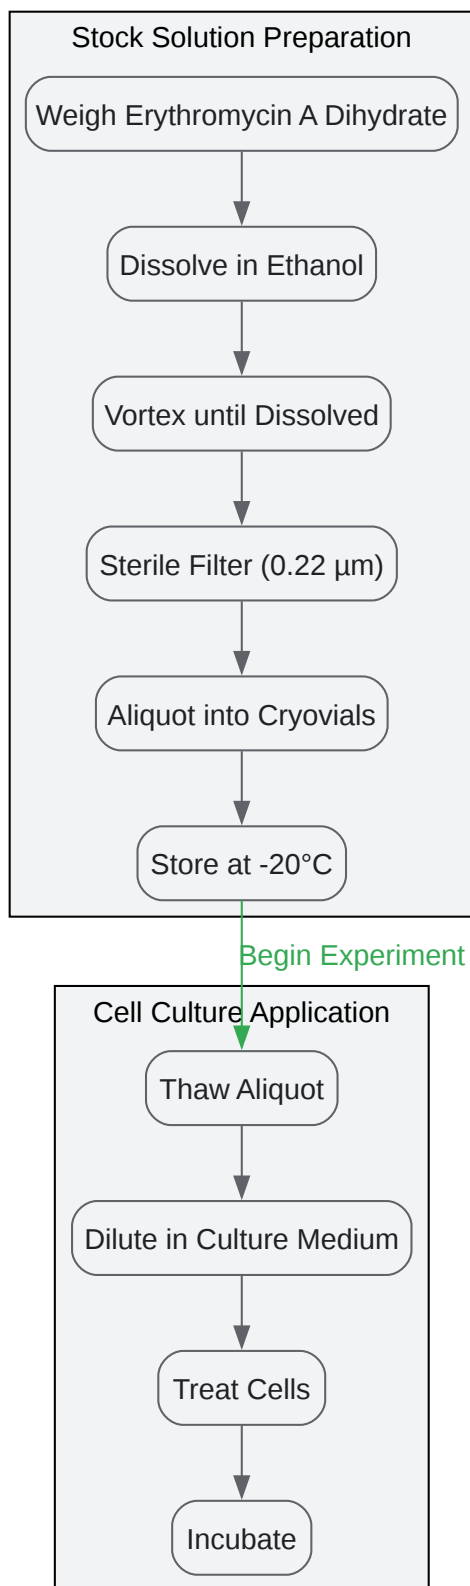 Stock Solution Preparation
Weigh Erythromycin A Dihydrate
Dissolve in Ethanol
Vortex until Dissolved
Sterile Filter (0.22 µm)
Aliquot into Cryovials
Store at -20°C
Begin Experiment
Cell Culture Application
Thaw Aliquot
Dilute in Culture Medium
Treat Cells
Incubate